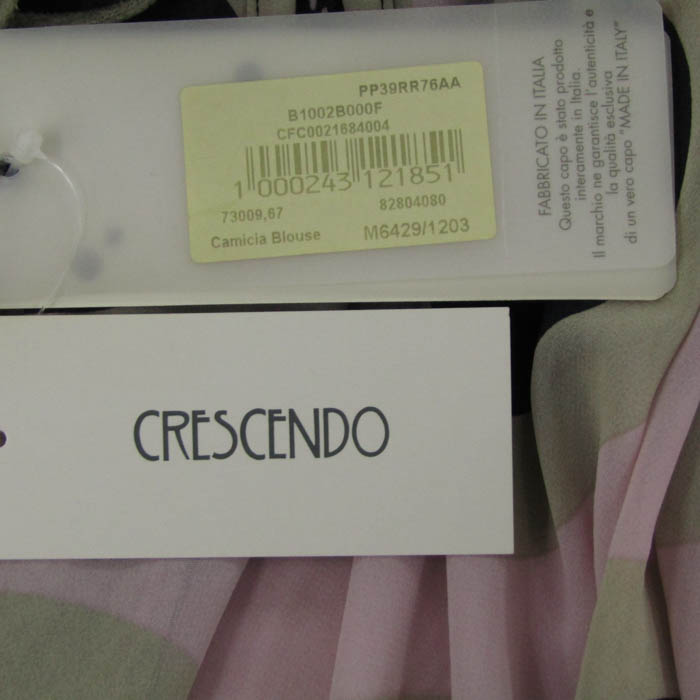 PP39RR76AA
B1002B000F
CFC0021684004
1 000243 121851
73009,67 82804080
Camicia Blouse M6429/1203
FABBRICATO IN ITALIA
Questo capo è stato prodotto
interamente in Italia.
Il marchio ne garantisce l'autenticità e
la qualità esclusiva
di un vero capo "MADE IN ITALY"
CRESCENDO